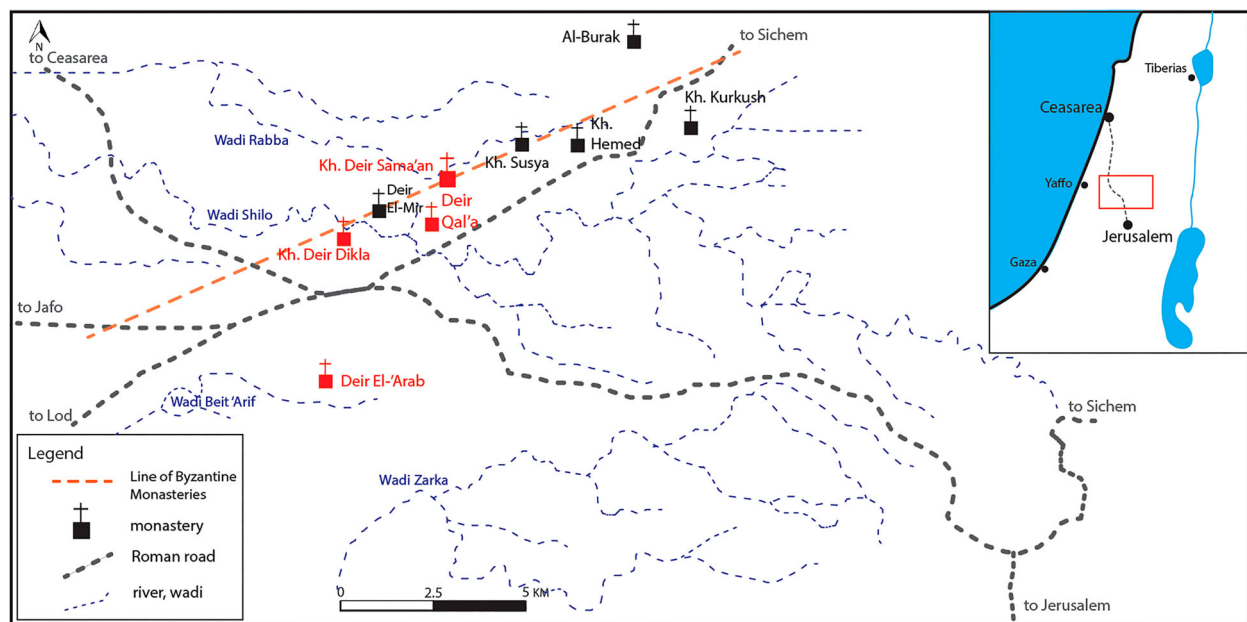 N
to Ceasarea
Al-Burak
to Sichem
Kh. Kurkush
Wadi Rabba
Kh.
Hemed
Kh. Susya
Kh. Deir Sama'an
Deir
El-Mir
Deir
Qal'a
Wadi Shilo
Kh. Deir Dikla
to Jafo
Deir El-'Arab
Wadi Beit 'Arif
to Lod
Wadi Zarka
to Sichem
to Jerusalem
Legend
Line of Byzantine
Monasteries
monastery
Roman road
river, wadi
0 2.5 5 KM
Tiberias
Ceasarea
Yaffo
Jerusalem
Gaza